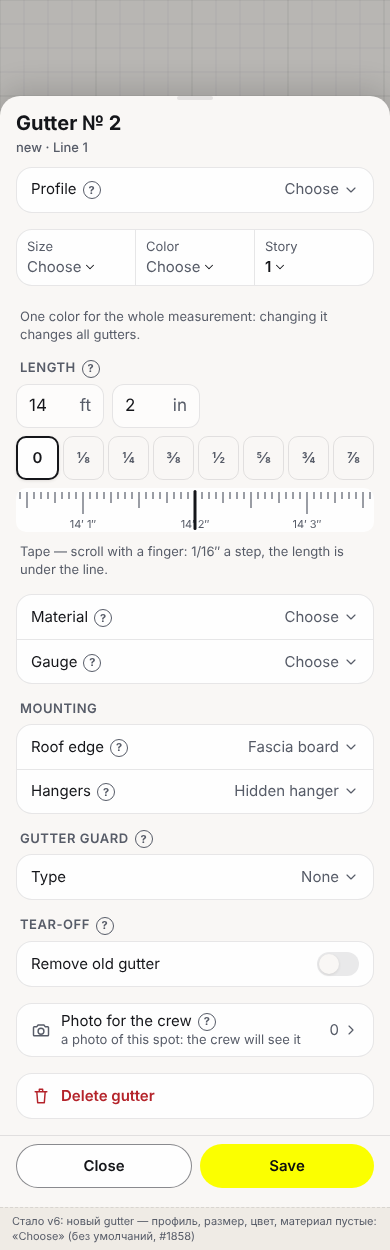 Gutter № 2
new · Line 1
Profile ? Choose
Size Color Story
Choose Choose 1
One color for the whole measurement: changing it
changes all gutters.
LENGTH ?
14 ft 2 in
0 ⅛ ¼ ⅜ ½ ⅝ ¾ ⅞
14′ 1″ 14′ 2″ 14′ 3″
Tape — scroll with a finger: 1/16″ a step, the length is
under the line.
Material ? Choose
Gauge ? Choose
MOUNTING
Roof edge ? Fascia board
Hangers ? Hidden hanger
GUTTER GUARD ?
Type None
TEAR-OFF ?
Remove old gutter
Photo for the crew ? 0
a photo of this spot: the crew will see it
Delete gutter
Close Save
Стало v6: новый gutter — профиль, размер, цвет, материал пустые:
«Choose» (без умолчаний, #1858)